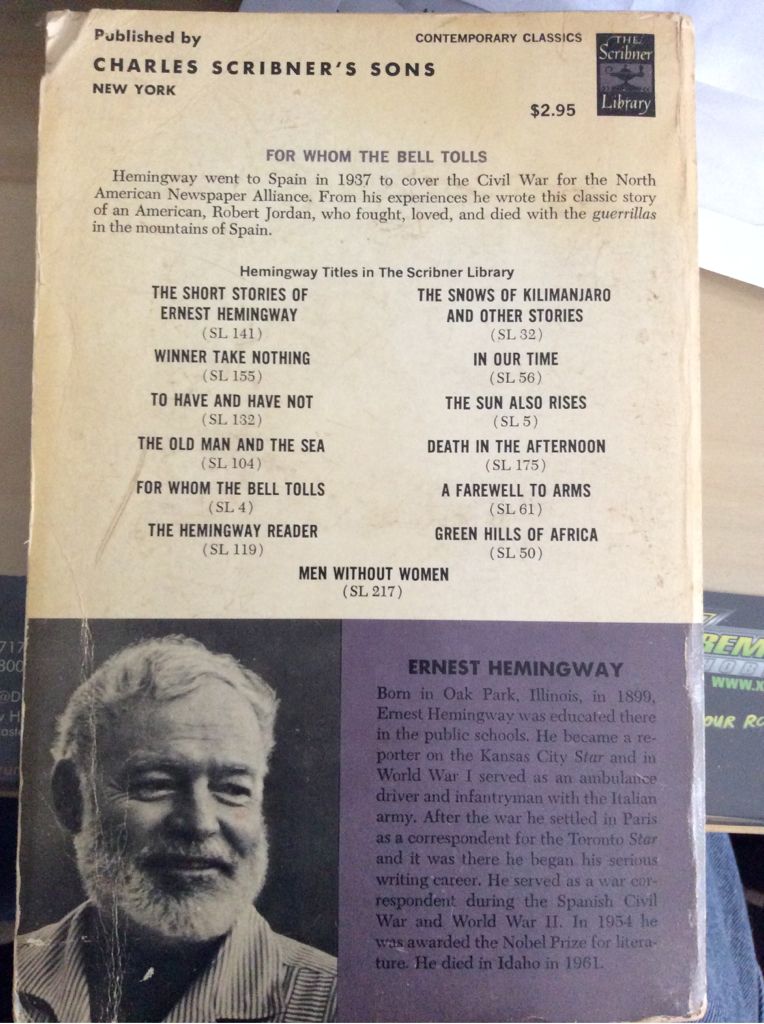 Published by
CHARLES SCRIBNER'S SONS
NEW YORK
CONTEMPORARY CLASSICS
$2.95
THE
Scribner
Library
FOR WHOM THE BELL TOLLS
Hemingway went to Spain in 1937 to cover the Civil War for the North
American Newspaper Alliance. From his experiences he wrote this classic story
of an American, Robert Jordan, who fought, loved, and died with the guerrillas
in the mountains of Spain.
Hemingway Titles in The Scribner Library
THE SHORT STORIES OF
ERNEST HEMINGWAY
(SL 141)
WINNER TAKE NOTHING
(SL 155)
TO HAVE AND HAVE NOT
(SL 132)
THE OLD MAN AND THE SEA
(SL 104)
FOR WHOM THE BELL TOLLS
(SL 4)
THE HEMINGWAY READER
(SL 119)
THE SNOWS OF KILIMANJARO
AND OTHER STORIES
(SL 32)
IN OUR TIME
(SL 56)
THE SUN ALSO RISES
(SL 5)
DEATH IN THE AFTERNOON
(SL 175)
A FAREWELL TO ARMS
(SL 61)
GREEN HILLS OF AFRICA
(SL 50)
MEN WITHOUT WOMEN
(SL 217)
ERNEST HEMINGWAY
Born in Oak Park, Illinois, in 1899,
Ernest Hemingway was educated there
in the public schools. He became a re-
porter on the Kansas City Star and in
World War I served as an ambulance
driver and infantryman with the Italian
army. After the war he settled in Paris
as a correspondent for the Toronto Star
and it was there he began his serious
writing career. He served as a war cor-
respondent during the Spanish Civil
War and World War II. In 1954 he
was awarded the Nobel Prize for litera-
ture. He died in Idaho in 1961.
717
800
@D
WWW.X